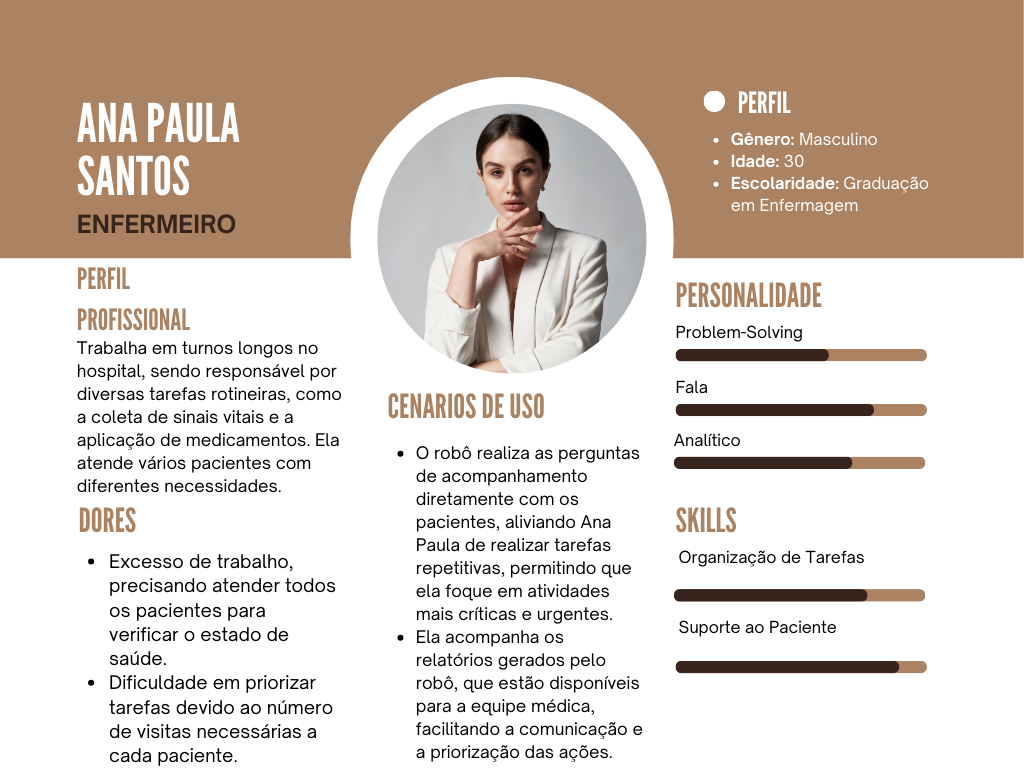 ANA PAULA
SANTOS
ENFERMEIRO
PERFIL
Gênero: Masculino
Idade: 30
Escolaridade: Graduação
em Enfermagem
PERFIL
PROFISSIONAL
Trabalha em turnos longos no
hospital, sendo responsável por
diversas tarefas rotineiras, como
a coleta de sinais vitais e a
aplicação de medicamentos. Ela
atende vários pacientes com
diferentes necessidades.
DORES
Excesso de trabalho,
precisando atender todos
os pacientes para
verificar o estado de
saúde.
Dificuldade em priorizar
tarefas devido ao número
de visitas necessárias a
cada paciente.
CENARIOS DE USO
O robô realiza as perguntas
de acompanhamento
diretamente com os
pacientes, aliviando Ana
Paula de realizar tarefas
repetitivas, permitindo que
ela foque em atividades
mais críticas e urgentes.
Ela acompanha os
relatórios gerados pelo
robô, que estão disponíveis
para a equipe médica,
facilitando a comunicação e
a priorização das ações.
PERSONALIDADE
Problem-Solving
Fala
Analítico
SKILLS
Organização de Tarefas
Suporte ao Paciente